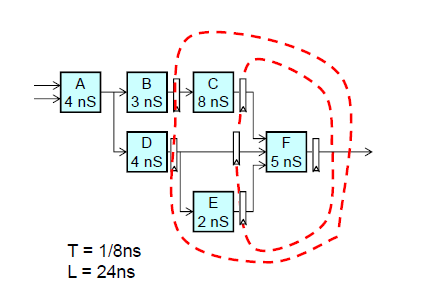 A
4 nS
B
3 nS
C
8 nS
D
4 nS
F
5 nS
E
2 nS
T = 1/8ns
L = 24ns